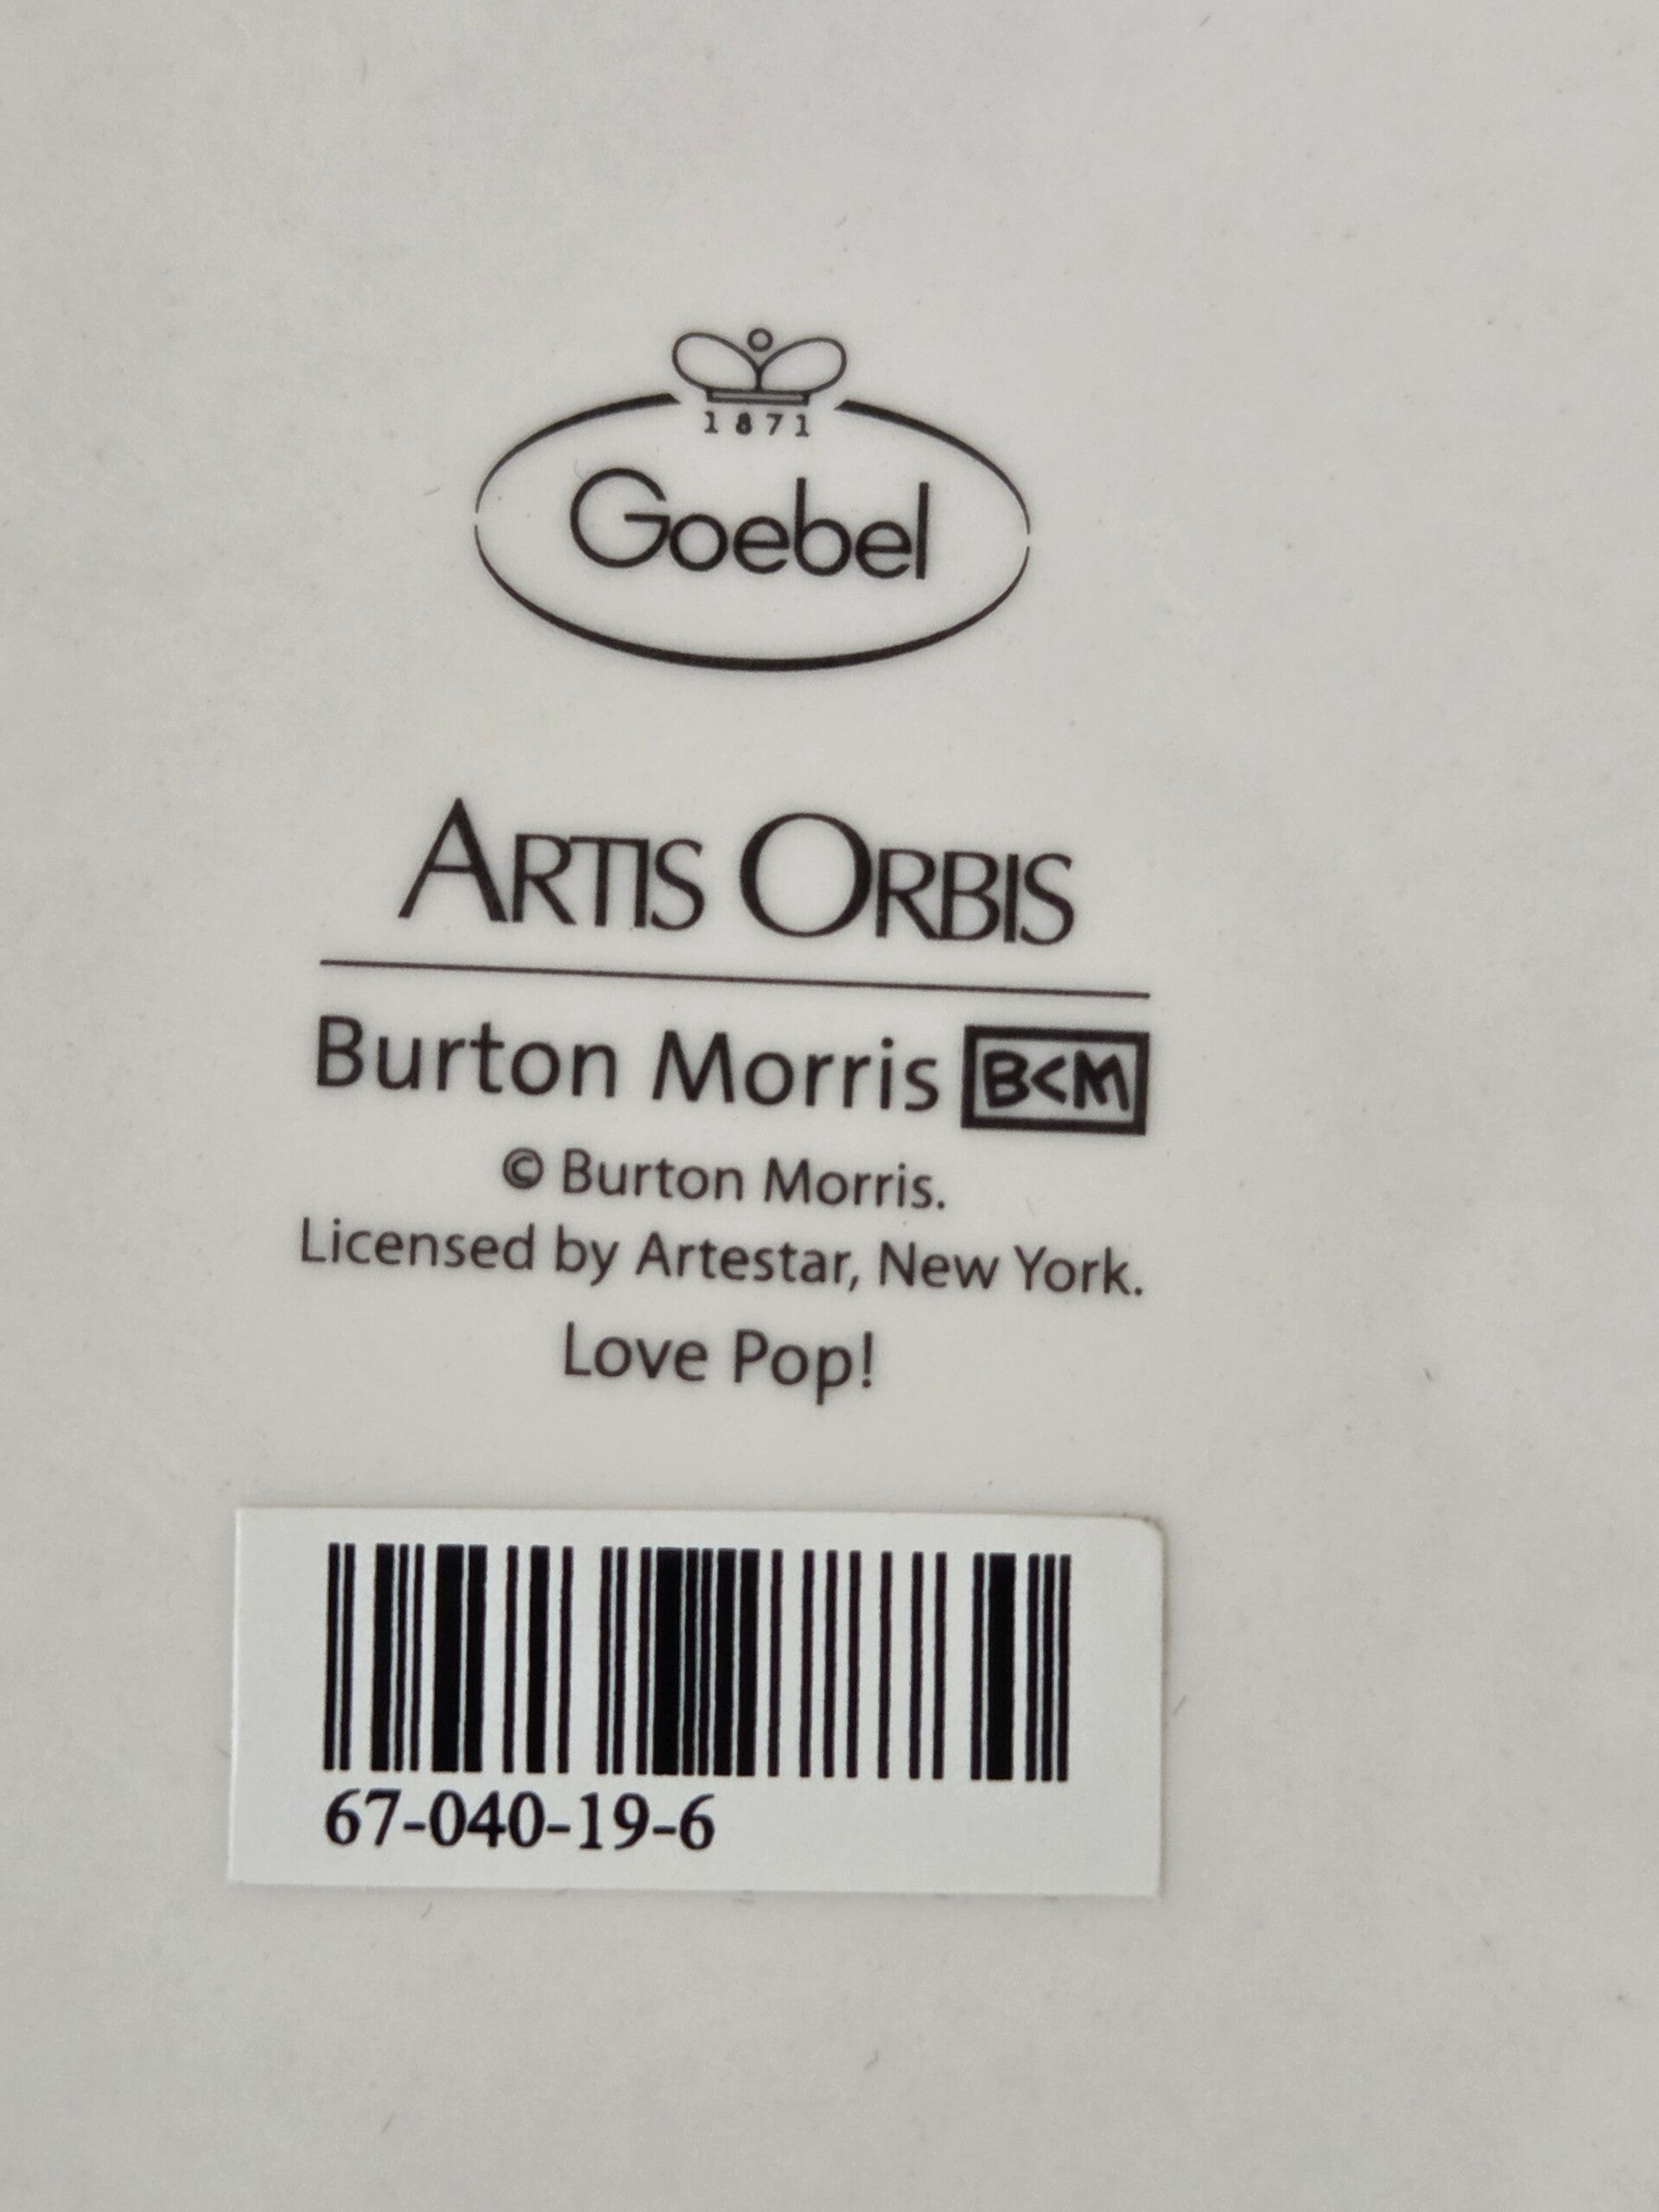 1871
Goebel
ARTIS ORBIS
Burton Morris B<M
© Burton Morris.
Licensed by Artestar, New York.
Love Pop!
67-040-19-6